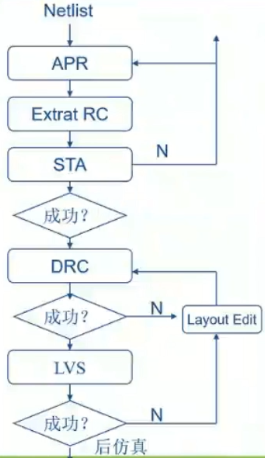 Netlist
APR
Extrat RC
STA
N
成功?
DRC
成功?
N
Layout Edit
LVS
成功?
N
后仿真